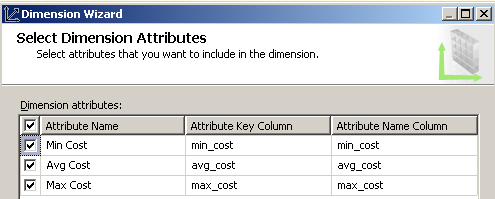 Dimension Wizard
Select Dimension Attributes
Select attributes that you want to include in the dimension.
Dimension attributes:
Attribute Name Attribute Key Column Attribute Name Column
Min Cost min_cost min_cost
Avg Cost avg_cost avg_cost
Max Cost max_cost max_cost